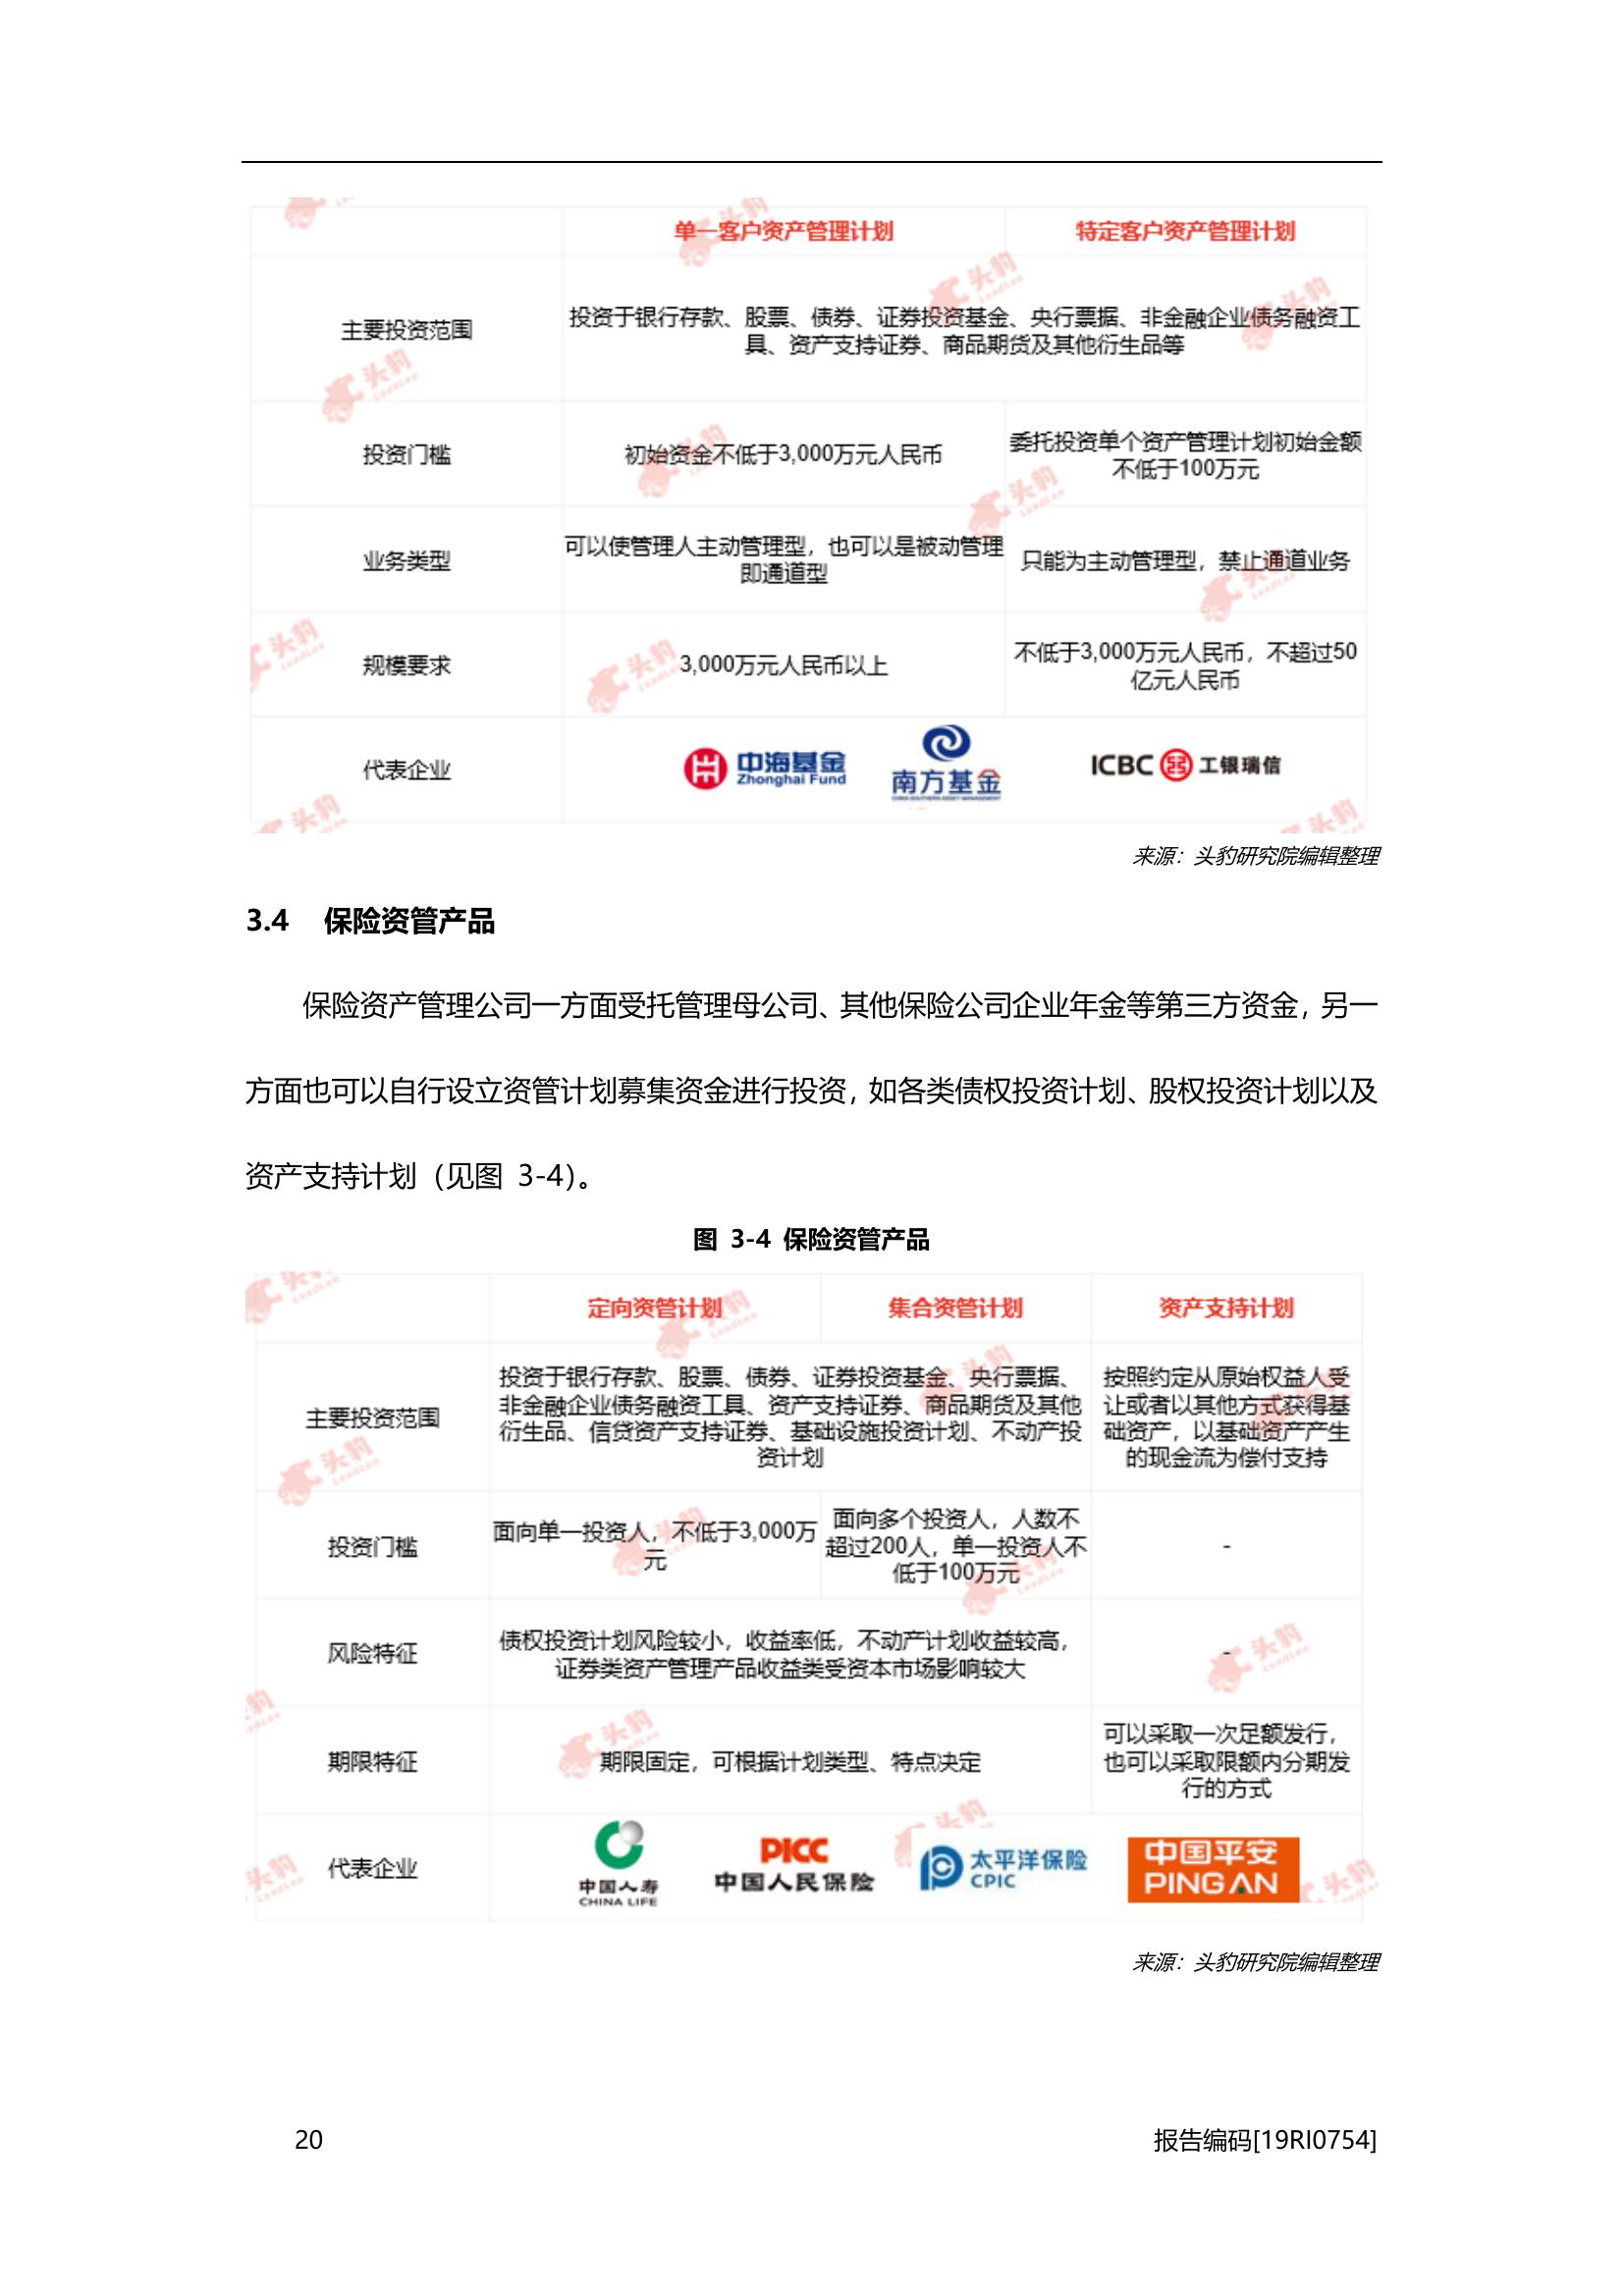 单一客户资产管理计划 特定客户资产管理计划
主要投资范围
投资于银行存款、股票、债券、证券投资基金、央行票据、非金融企业债务融资工
具、资产支持证券、商品期货及其他衍生品等
投资门槛
初始资金不低于3,000万元人民币
委托投资单个资产管理计划初始金额
不低于100万元
业务类型
可以使管理人主动管理型，也可以是被动管理
即通道型
只能为主动管理型，禁止通道业务
规模要求
3,000万元人民币以上
不低于3,000万元人民币，不超过50
亿元人民币
代表企业
中海基金
Zhonghai Fund
南方基金
CHINA SOUTHERN ASSET MANAGEMENT
ICBC 工银瑞信
来源：头豹研究院编辑整理
3.4 保险资管产品
保险资产管理公司一方面受托管理母公司、其他保险公司企业年金等第三方资金，另一
方面也可以自行设立资管计划募集资金进行投资，如各类债权投资计划、股权投资计划以及
资产支持计划（见图 3-4）。
图 3-4 保险资管产品
定向资管计划 集合资管计划 资产支持计划
主要投资范围
投资于银行存款、股票、债券、证券投资基金、央行票据、
非金融企业债务融资工具、资产支持证券、商品期货及其他
衍生品、信贷资产支持证券、基础设施投资计划、不动产投
资计划
按照约定从原始权益人受
让或者以其他方式获得基
础资产，以基础资产产生
的现金流为偿付支持
投资门槛
面向单一投资人，不低于3,000万
元
面向多个投资人，人数不
超过200人，单一投资人不
低于100万元
-
风险特征
债权投资计划风险较小，收益率低，不动产计划收益较高，
证券类资产管理产品收益类受资本市场影响较大
-
期限特征
期限固定，可根据计划类型、特点决定
可以采取一次足额发行，
也可以采取限额内分期发
行的方式
代表企业
中国人寿
CHINA LIFE
PICC
中国人民保险
太平洋保险
CPIC
中国平安
PING AN
来源：头豹研究院编辑整理
20 报告编码[19RI0754]
头豹
LeadLeo